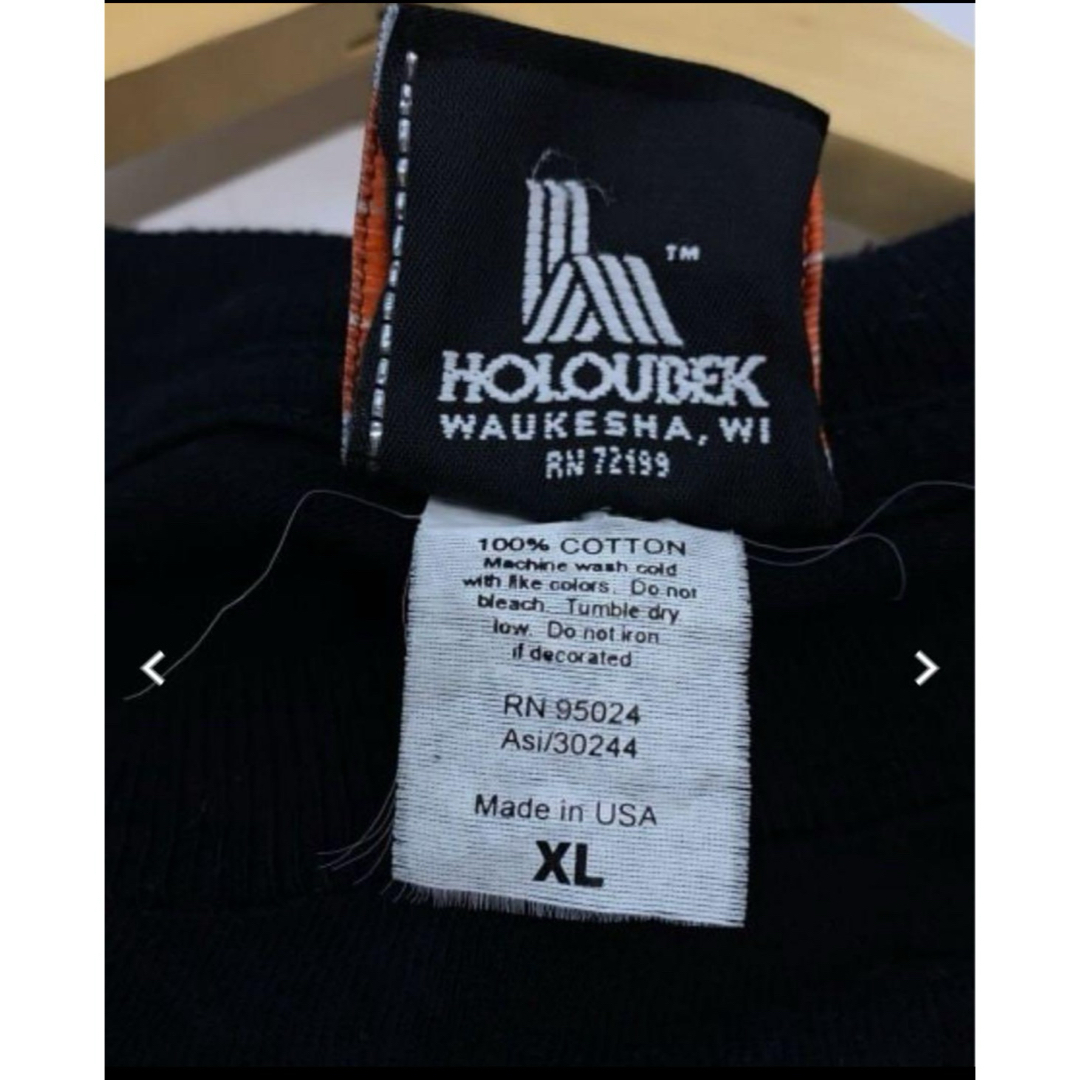 TM
HOLOUBEK
WAUKESHA, WI
RN 72199
100% COTTON
Machine wash cold
with like colors. Do not
bleach. Tumble dry
low. Do not iron
if decorated
RN 95024
Asi/30244
Made in USA
XL